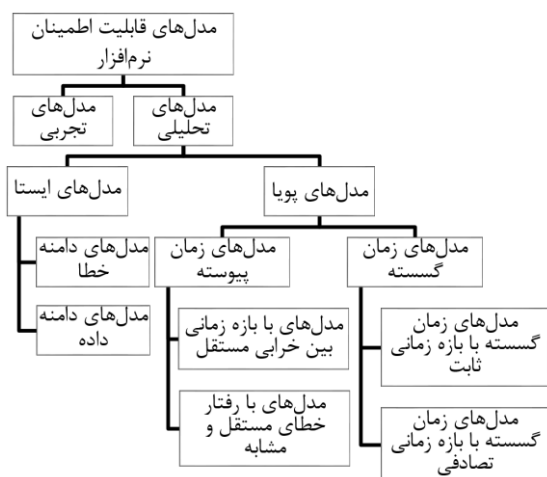 مدل‌های قابلیت اطمینان
نرم‌افزار
مدل‌های
تحلیلی
مدل‌های
تجربی
مدل‌های پویا
مدل‌های ایستا
مدل‌های زمان
گسسته
مدل‌های زمان
پیوسته
مدل‌های دامنه
خطا
مدل‌های دامنه
داده
مدل‌های زمان
گسسته با بازه زمانی
ثابت
مدل‌های با بازه زمانی
بین خرابی مستقل
مدل‌های زمان
گسسته با بازه زمانی
تصادفی
مدل‌های با رفتار
خطای مستقل و
مشابه